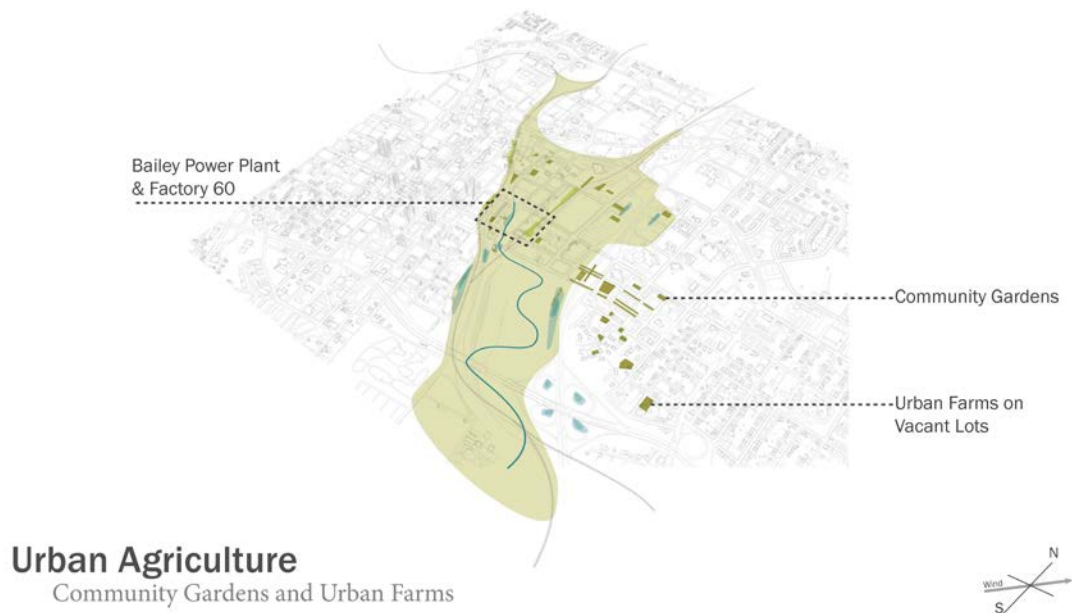 Bailey Power Plant
& Factory 60
Community Gardens
Urban Farms on
Vacant Lots
Urban Agriculture
Community Gardens and Urban Farms
N
Wind
S